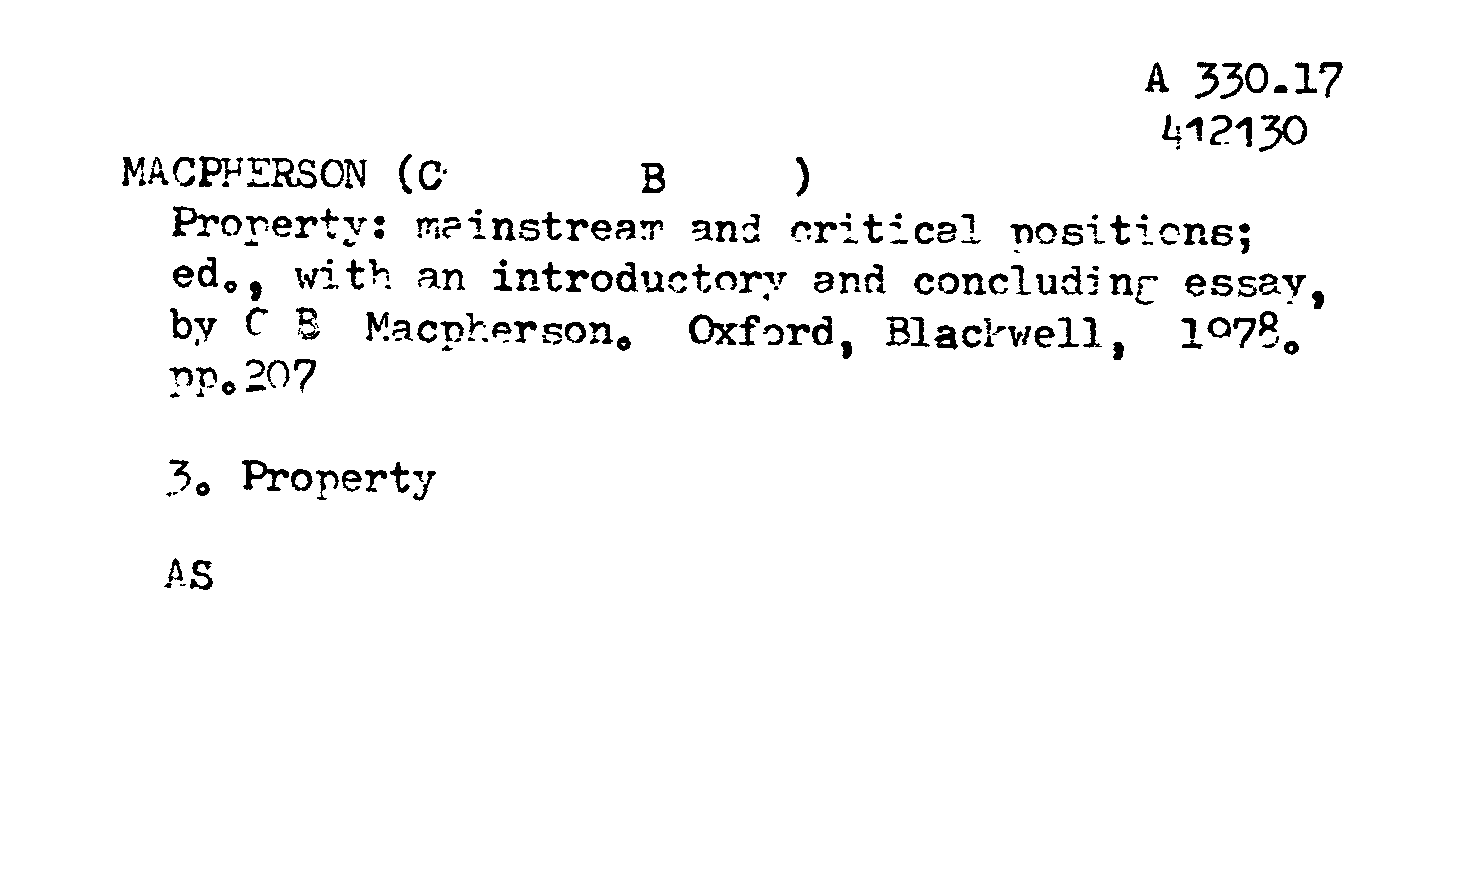 A 330.17
412130
MACPHERSON (C B )
Property: mainstream and critical positions;
ed., with an introductory and concluding essay,
by C B Macpherson. Oxford, Blackwell, 1978.
pp.207
3. Property
AS